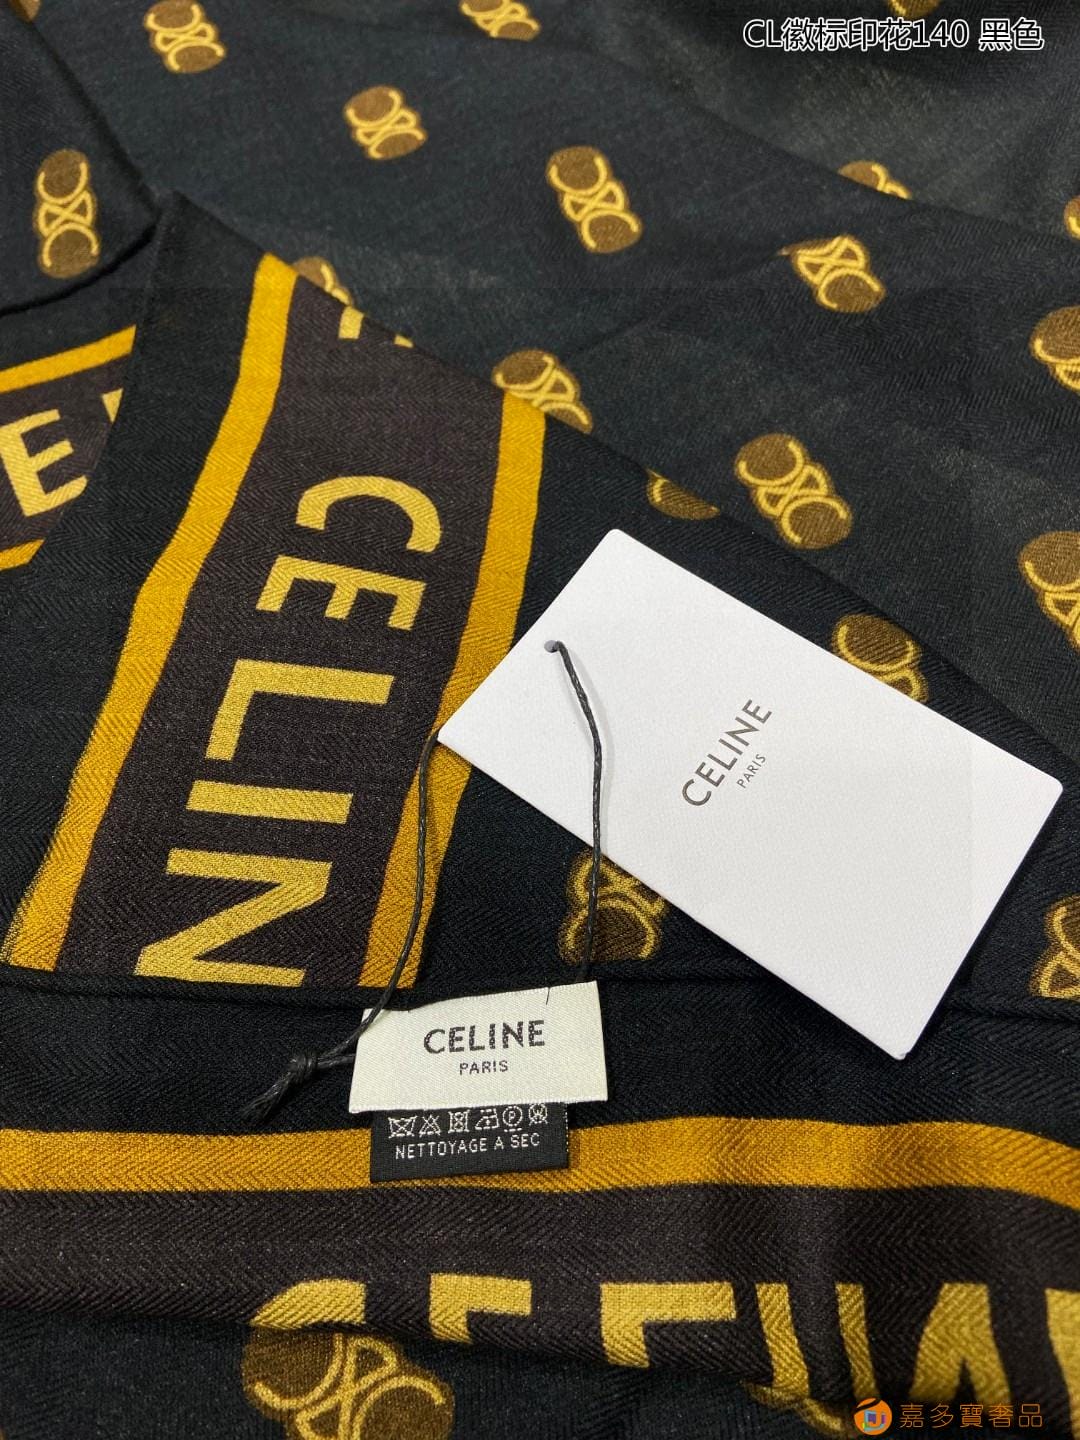 CL徽标印花140 黑色
E
CELIN
CELINE
PARIS
CELINE
PARIS
NETTOYAGE A SEC
CELINE
嘉多寶奢品